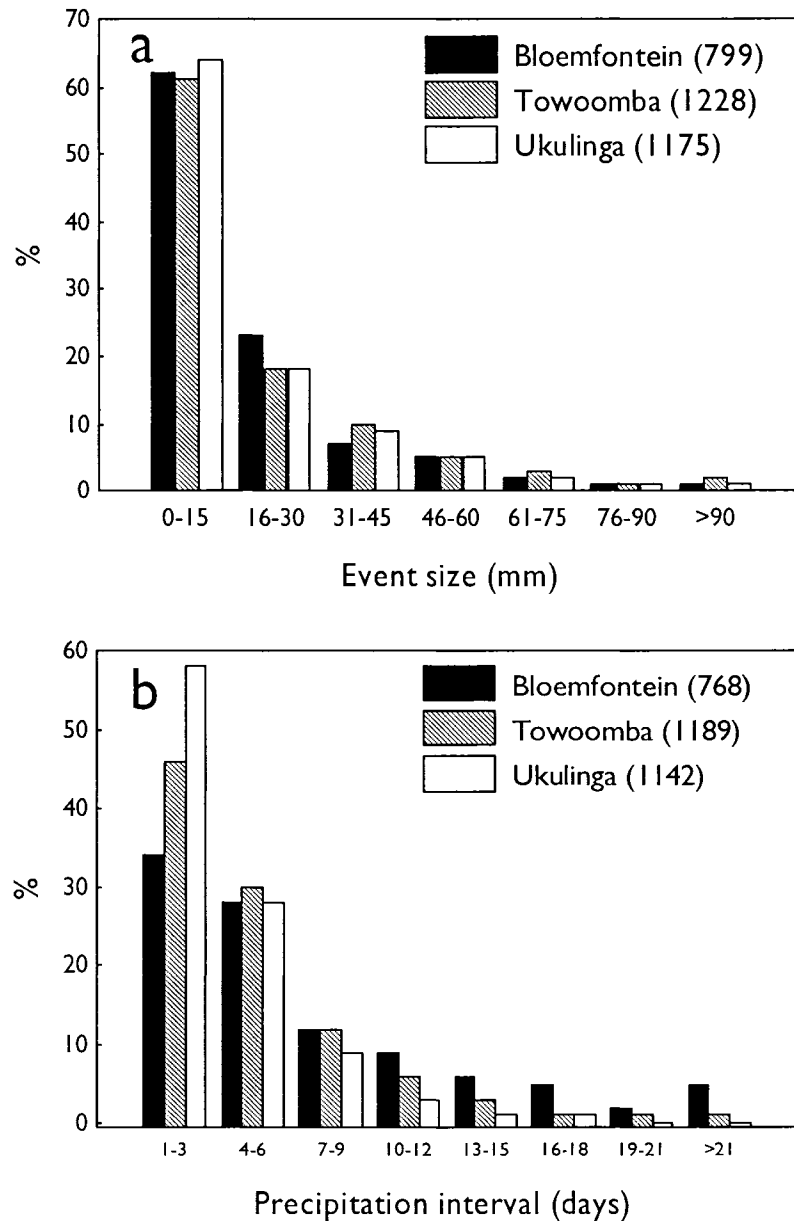 a
Bloemfontein (799)
Towoomba (1228)
Ukulinga (1175)
70
60
50
40
30
20
10
0
%
0-15 16-30 31-45 46-60 61-75 76-90 >90
Event size (mm)
b
Bloemfontein (768)
Towoomba (1189)
Ukulinga (1142)
60
50
40
30
20
10
0
%
1-3 4-6 7-9 10-12 13-15 16-18 19-21 >21
Precipitation interval (days)